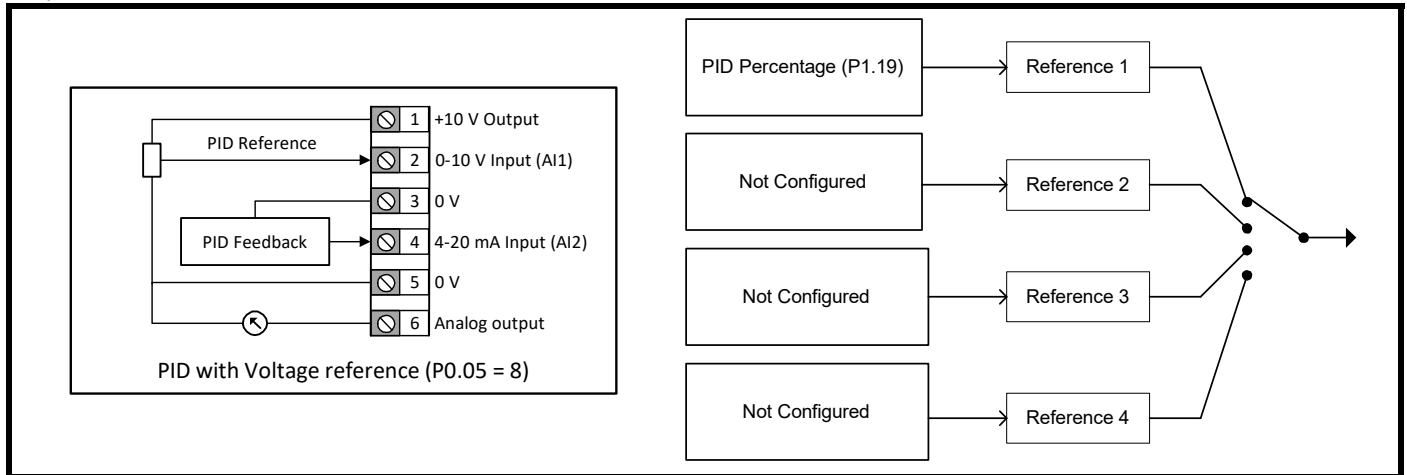 1 +10 V Output
PID Reference
2 0-10 V Input (AI1)
3 0 V
PID Feedback
4 4-20 mA Input (AI2)
5 0 V
6 Analog output
PID with Voltage reference (P0.05 = 8)
PID Percentage (P1.19)
Reference 1
Not Configured
Reference 2
Not Configured
Reference 3
Not Configured
Reference 4